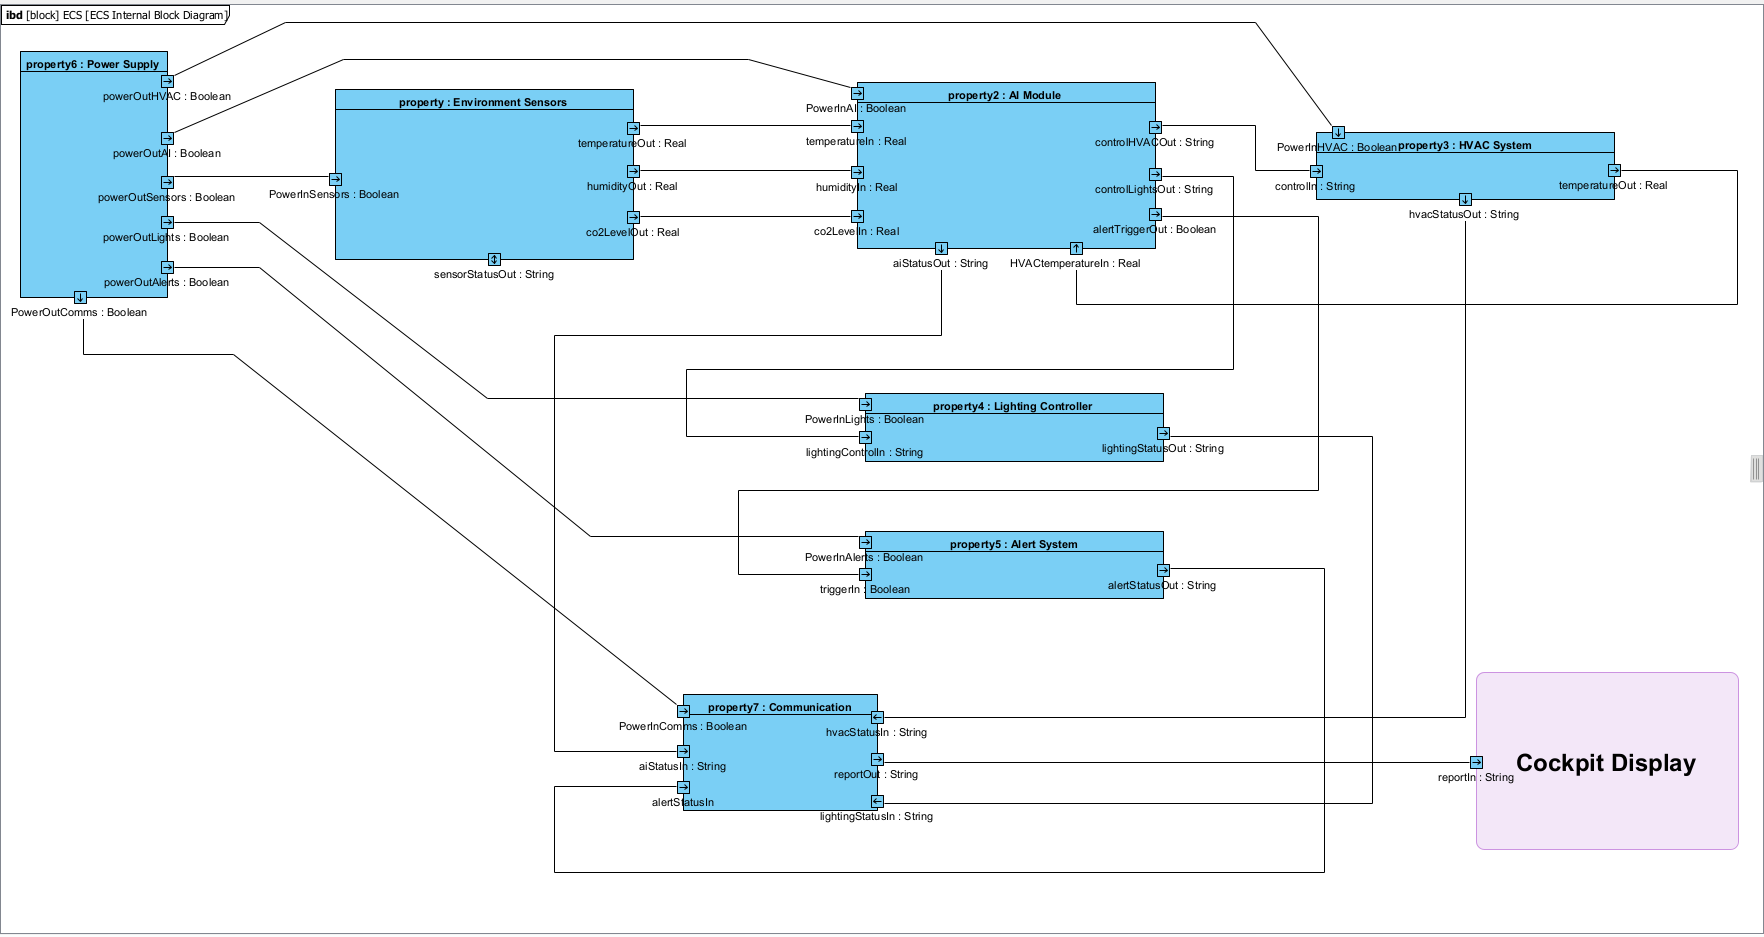 ibd [block] ECS [ECS Internal Block Diagram]
property6 : Power Supply
powerOutHVAC : Boolean
powerOutAI : Boolean
powerOutSensors : Boolean
powerOutLights : Boolean
powerOutAlerts : Boolean
PowerOutComms : Boolean
property : Environment Sensors
PowerInSensors : Boolean
temperatureOut : Real
humidityOut : Real
co2LevelOut : Real
sensorStatusOut : String
property2 : AI Module
PowerInAI : Boolean
temperatureIn : Real
humidityIn : Real
co2LevelIn : Real
controlHVACOut : String
controlLightsOut : String
alertTriggerOut : Boolean
aiStatusOut : String
HVACtemperatureIn : Real
property3 : HVAC System
PowerInHVAC : Boolean
controlIn : String
temperatureOut : Real
hvacStatusOut : String
property4 : Lighting Controller
PowerInLights : Boolean
lightingControlIn : String
lightingStatusOut : String
property5 : Alert System
PowerInAlerts : Boolean
triggerIn : Boolean
alertStatusOut : String
property7 : Communication
PowerInComms : Boolean
aiStatusIn : String
alertStatusIn
hvacStatusIn : String
reportOut : String
lightingStatusIn : String
Cockpit Display
reportIn : String